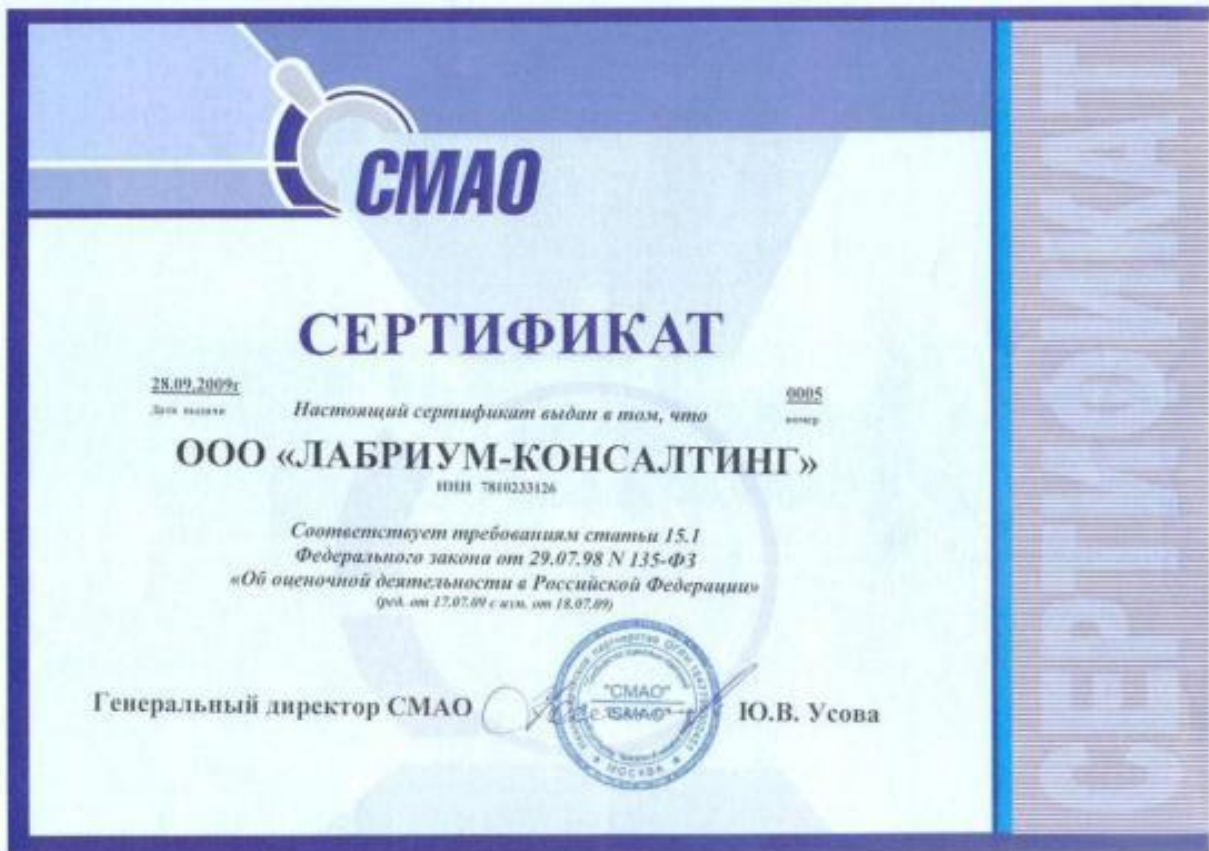 СМАО
СЕРТИФИКАТ
28.09.2009г
Дата выдачи
0005
номер
Настоящий сертификат выдан в том, что
ООО «ЛАБРИУМ-КОНСАЛТИНГ»
ИНН 7810233126
Соответствует требованиям статьи 15.1
Федерального закона от 29.07.98 N 135-ФЗ
«Об оценочной деятельности в Российской Федерации»
(ред. от 17.07.09 с изм. от 18.07.09)
Генеральный директор СМАО
Ю.В. Усова
"СМАО"
"SMAO"
МОСКВА
СЕРТИФИКАТ